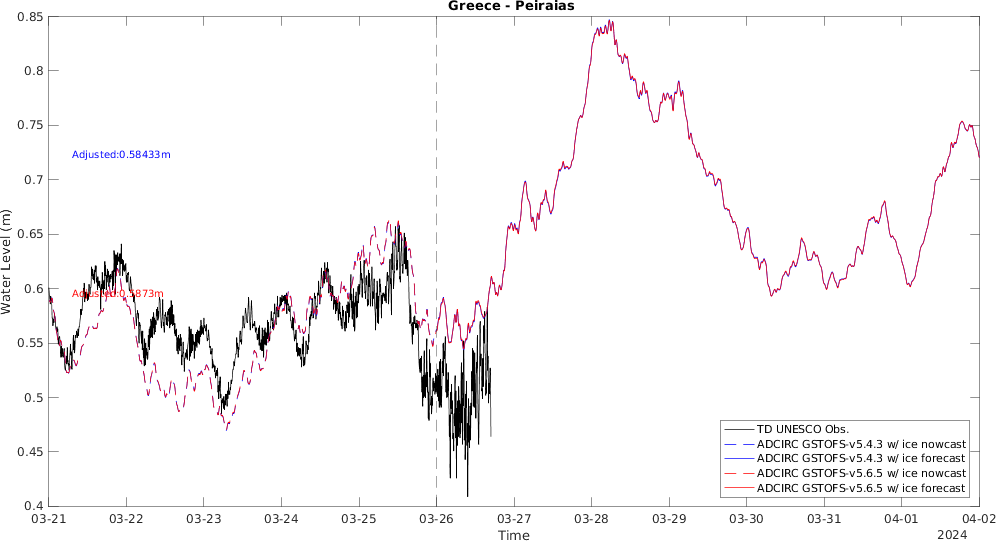 Greece - Peiraias
0.85
0.8
0.75
0.7
0.65
0.6
0.55
0.5
0.45
0.4
Water Level (m)
Adjusted:0.58433m
Adjusted:0.5873m
TD UNESCO Obs.
ADCIRC GSTOFS-v5.4.3 w/ ice nowcast
ADCIRC GSTOFS-v5.4.3 w/ ice forecast
ADCIRC GSTOFS-v5.6.5 w/ ice nowcast
ADCIRC GSTOFS-v5.6.5 w/ ice forecast
03-21 03-22 03-23 03-24 03-25 03-26 03-27 03-28 03-29 03-30 03-31 04-01 04-02
Time
2024